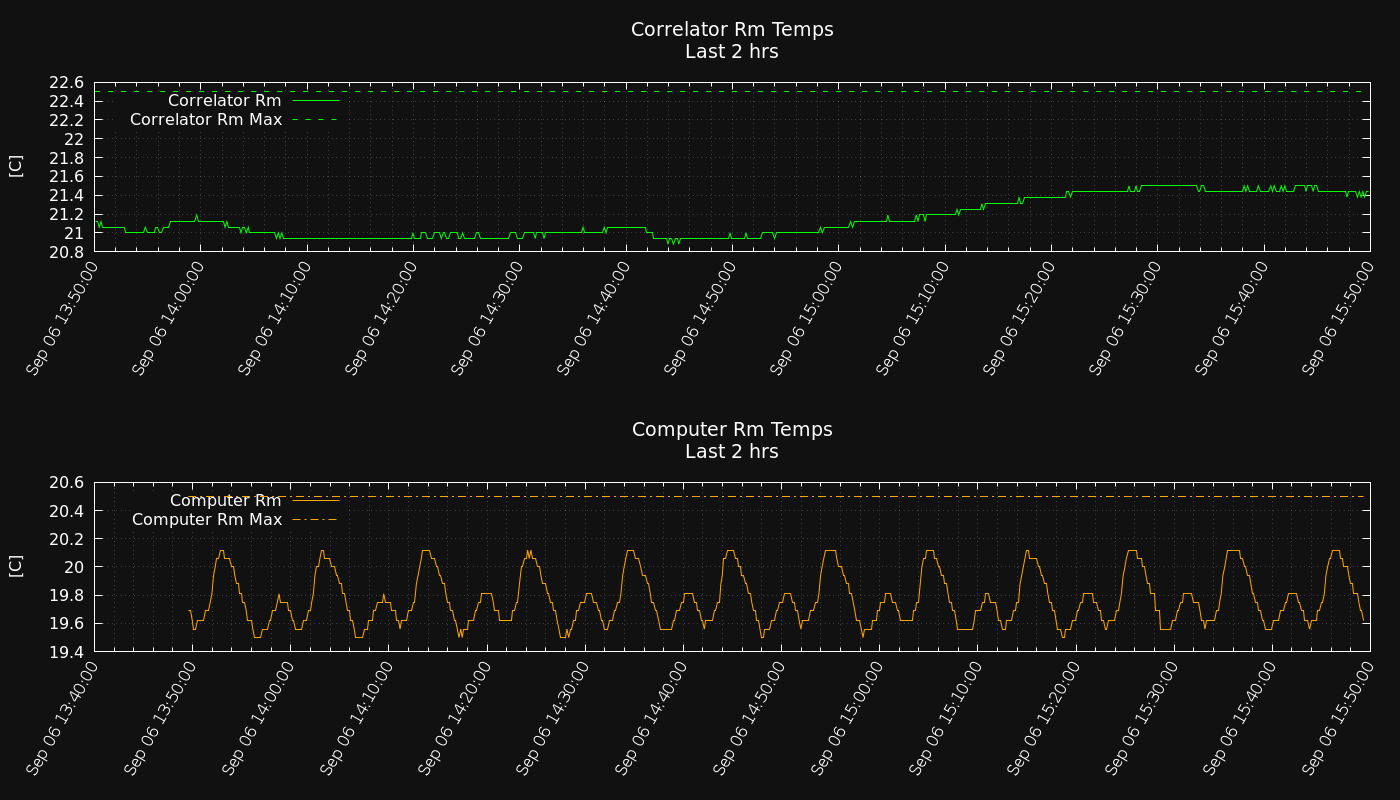 Correlator Rm Temps
Last 2 hrs
22.6
22.4
22.2
22
21.8
21.6
21.4
21.2
21
20.8
[C]
Correlator Rm
Correlator Rm Max
Sep 06 13:50:00
Sep 06 14:00:00
Sep 06 14:10:00
Sep 06 14:20:00
Sep 06 14:30:00
Sep 06 14:40:00
Sep 06 14:50:00
Sep 06 15:00:00
Sep 06 15:10:00
Sep 06 15:20:00
Sep 06 15:30:00
Sep 06 15:40:00
Sep 06 15:50:00
Computer Rm Temps
Last 2 hrs
20.6
20.4
20.2
20
19.8
19.6
19.4
[C]
Computer Rm
Computer Rm Max
Sep 06 13:40:00
Sep 06 13:50:00
Sep 06 14:00:00
Sep 06 14:10:00
Sep 06 14:20:00
Sep 06 14:30:00
Sep 06 14:40:00
Sep 06 14:50:00
Sep 06 15:00:00
Sep 06 15:10:00
Sep 06 15:20:00
Sep 06 15:30:00
Sep 06 15:40:00
Sep 06 15:50:00